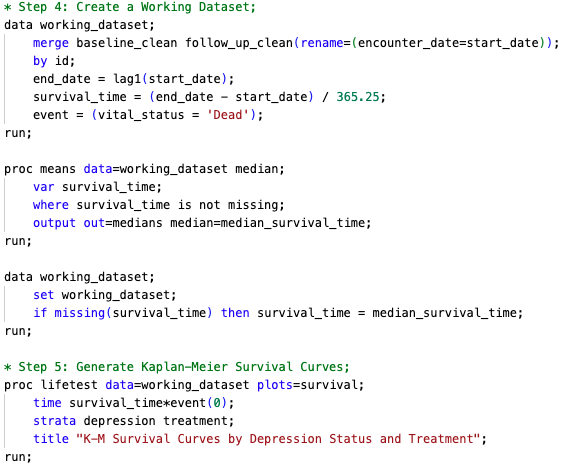 * Step 4: Create a Working Dataset;
data working_dataset;
    merge baseline_clean follow_up_clean(rename=(encounter_date=start_date));
    by id;
    end_date = lag1(start_date);
    survival_time = (end_date - start_date) / 365.25;
    event = (vital_status = 'Dead');
run;

proc means data=working_dataset median;
    var survival_time;
    where survival_time is not missing;
    output out=medians median=median_survival_time;
run;

data working_dataset;
    set working_dataset;
    if missing(survival_time) then survival_time = median_survival_time;
run;

* Step 5: Generate Kaplan-Meier Survival Curves;
proc lifetest data=working_dataset plots=survival;
    time survival_time*event(0);
    strata depression treatment;
    title "K-M Survival Curves by Depression Status and Treatment";
run;